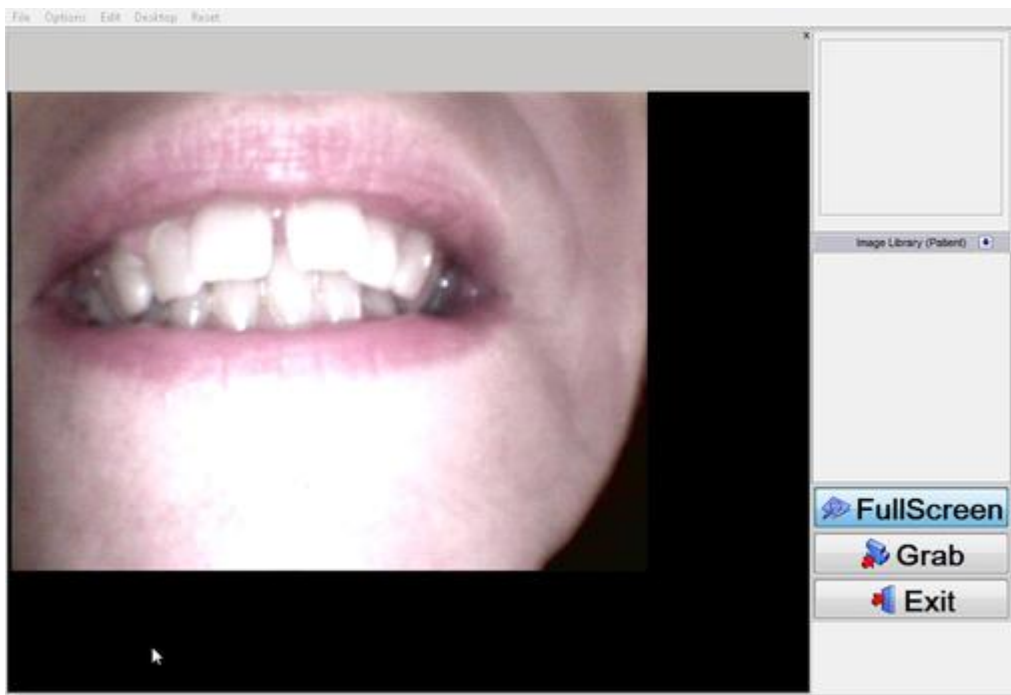 File Options Edit Desktop Reset
x
Image Library (Patient)
FullScreen
Grab
Exit